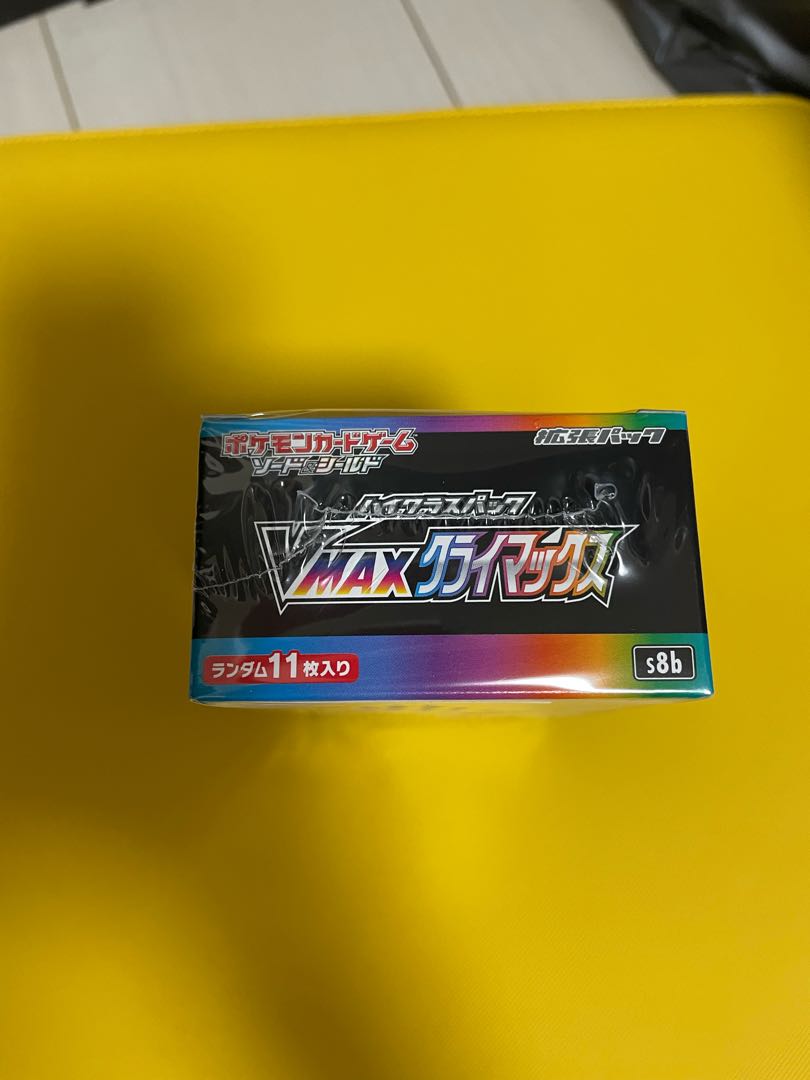 ポケモンカードゲーム
ソード&シールド
拡張パック
ハイクラスパック
VMAXクライマックス
ランダム11枚入り
s8b